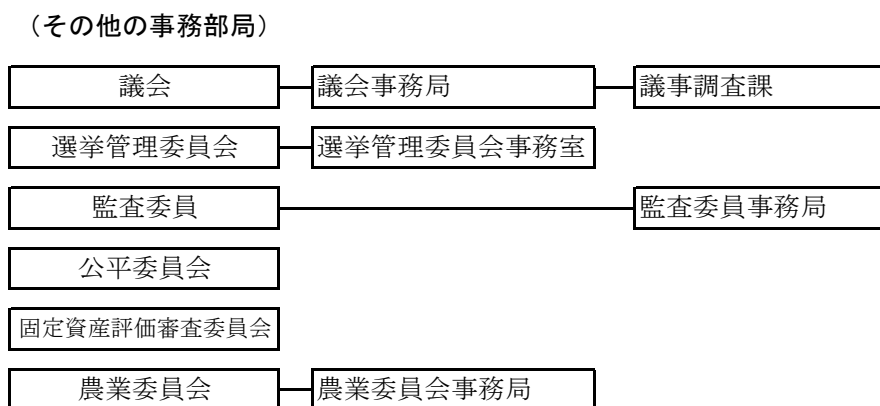 （その他の事務部局）
議会 議会事務局 議事調査課
選挙管理委員会 選挙管理委員会事務室
監査委員 監査委員事務局
公平委員会
固定資産評価審査委員会
農業委員会 農業委員会事務局